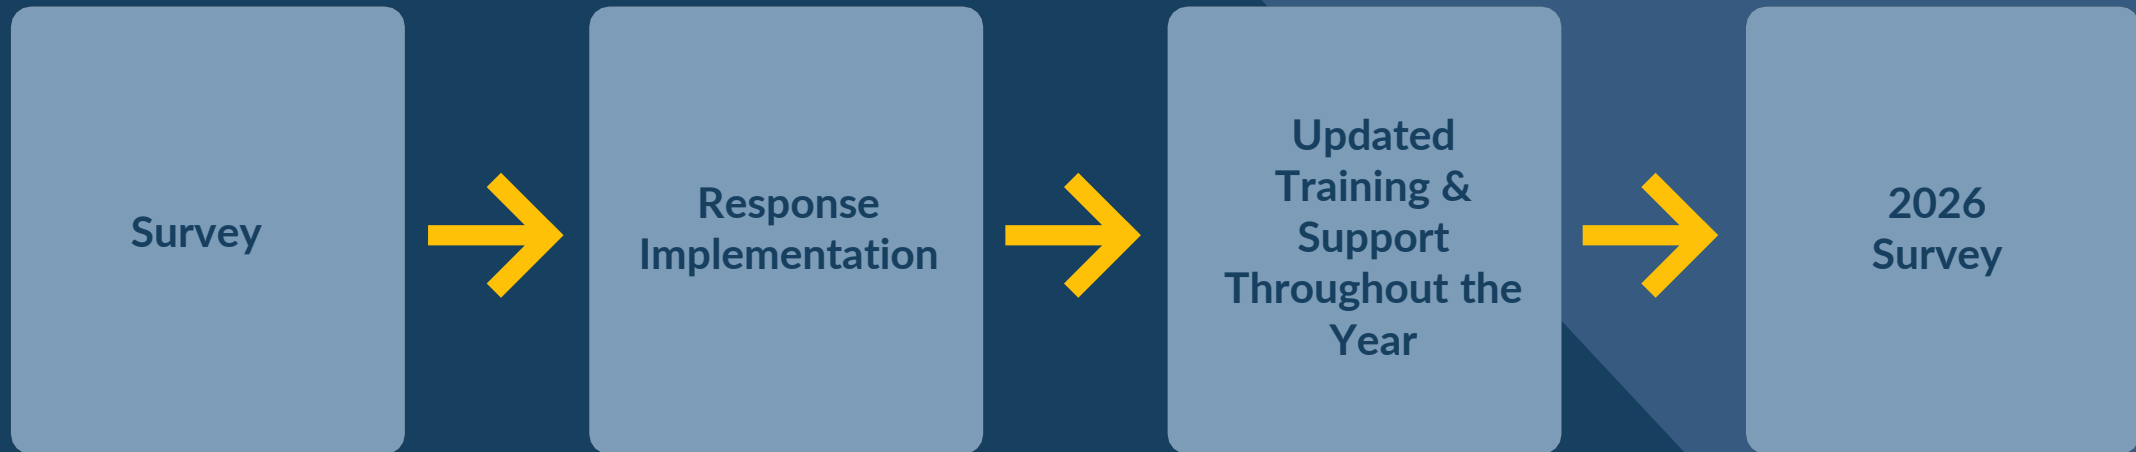 Survey
Response
Implementation
Updated
Training &
Support
Throughout the
Year
2026
Survey